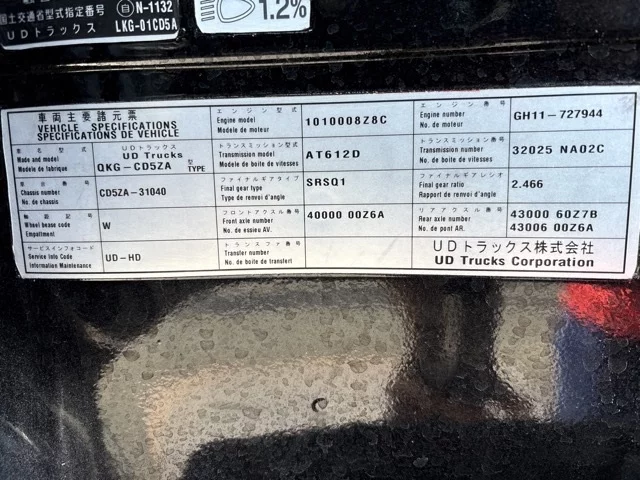 国土交通省型式指定番号
自 N-1132
UDトラックス
LKG-01CD5A
1.2%
車両主要諸元票
VEHICLE SPECIFICATIONS
SPECIFICATIONS DE VEHICLE
車名型式
Make and model
Modele de fabrique
UDトラックス
UD Trucks
QKG-CD5ZA 型 TYPE
車台番号
Chassis number
No. de chassis
CD5ZA-31040
軸距記号
Wheel basee code
Empattment
W
サービスインフォコード
Service Info Code
Information Maintenance
UD-HD
エンジン型式
Engine model
Modele de moteur
1010008Z8C
トランスミッション型式
Transmission model
Modele de boite de vitesses
AT612D
ファイナルギアタイプ
Final gear type
Type de renvoi d'angle
SRSQ1
フロントアクスル番号
Front axle number
No. de essieu AV.
40000 00Z6A
トランスファ番号
Transfer number
No. de boite de transfert
エンジン番号
Engine number
No. de moteur
GH11-727944
トランスミッション番号
Transmission number
No. de boite de vitesses
32025 NA02C
ファイナルギアレシオ
Final gear ratio
Rapport de renvoi d'angle
2.466
リアアクスル番号
Rear axle number
No. de pont AR.
43000 60Z7B
43006 00Z6A
UDトラックス株式会社
UD Trucks Corporation